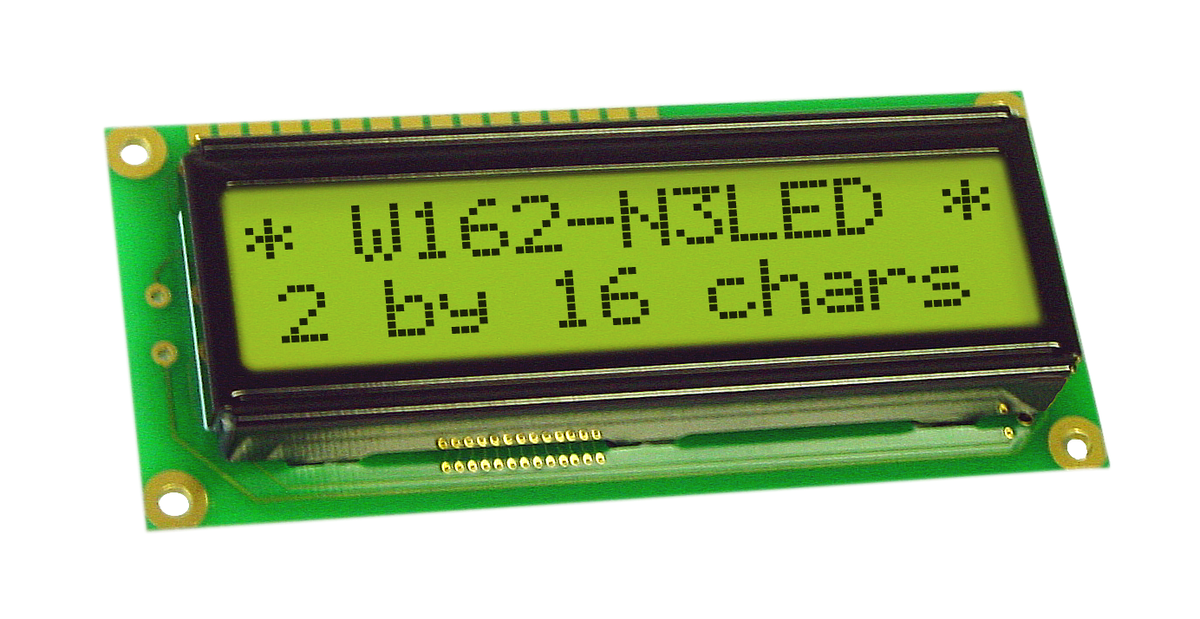 * W162-N3LED *
2 by 16 chars